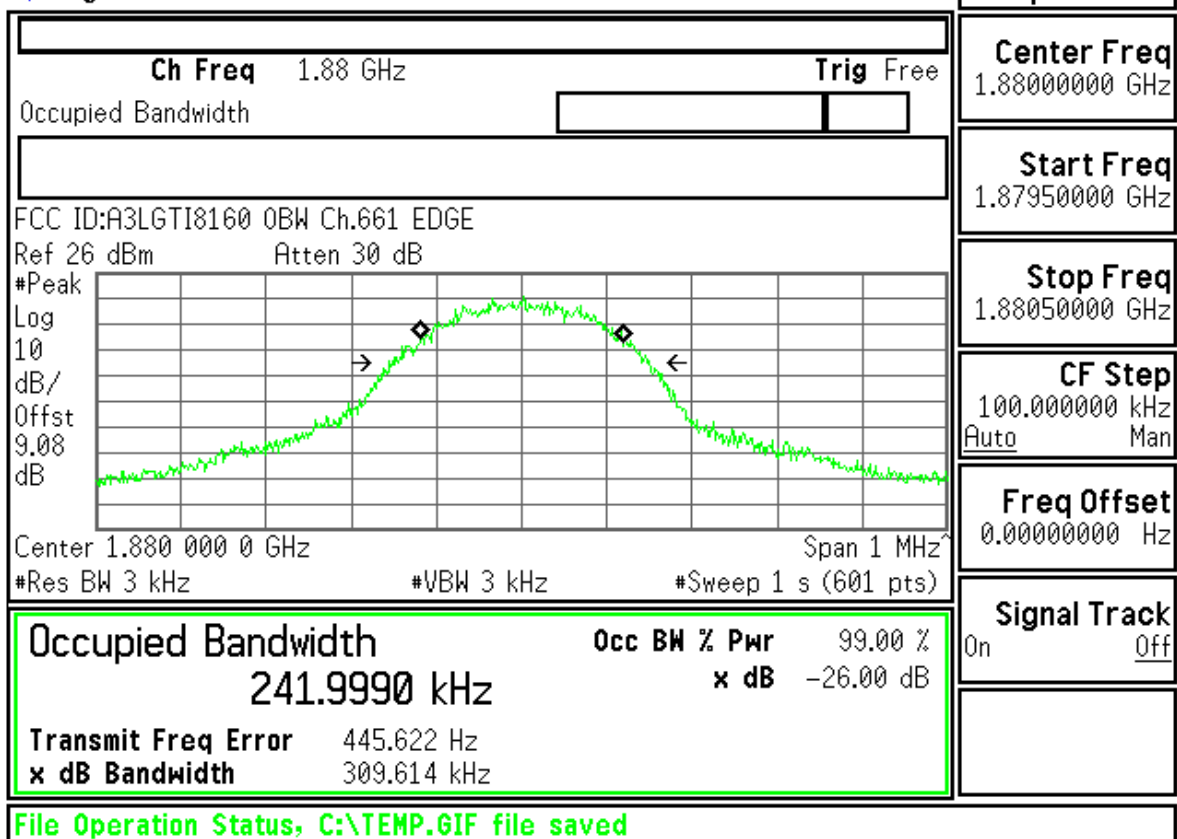 Ch Freq 1.88 GHz Trig Free
Occupied Bandwidth
FCC ID:A3LGTI8160 OBW Ch.661 EDGE
Ref 26 dBm Atten 30 dB
#Peak
Log
10
dB/
Offst
9.08
dB
Center 1.880 000 0 GHz Span 1 MHz^
#Res BW 3 kHz #VBW 3 kHz #Sweep 1 s (601 pts)
Occupied Bandwidth Occ BW % Pwr 99.00 %
241.9990 kHz x dB -26.00 dB
Transmit Freq Error 445.622 Hz
x dB Bandwidth 309.614 kHz
File Operation Status, C:\TEMP.GIF file saved
Center Freq
1.88000000 GHz
Start Freq
1.87950000 GHz
Stop Freq
1.88050000 GHz
CF Step
100.000000 kHz
Auto Man
Freq Offset
0.00000000 Hz
Signal Track
On Off